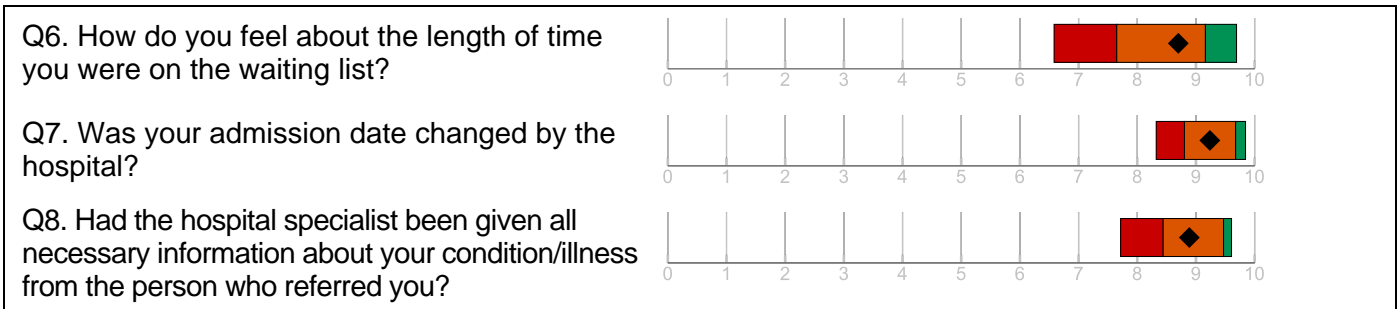 Q6. How do you feel about the length of time
you were on the waiting list?
0 1 2 3 4 5 6 7 8 9 10
Q7. Was your admission date changed by the
hospital?
0 1 2 3 4 5 6 7 8 9 10
Q8. Had the hospital specialist been given all
necessary information about your condition/illness
from the person who referred you?
0 1 2 3 4 5 6 7 8 9 10